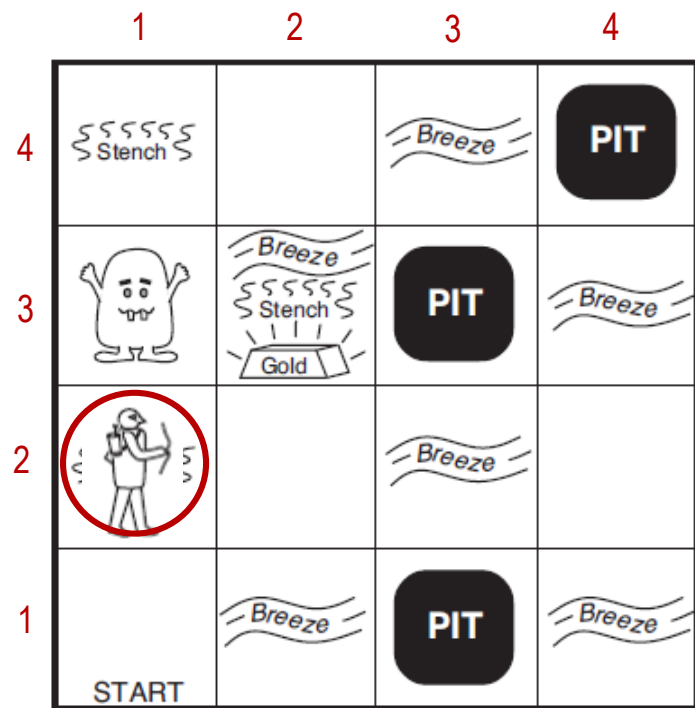 1 2 3 4
4 Stench Breeze PIT
Breeze
3 Stench PIT Breeze
Gold
2 Breeze
1 Breeze PIT Breeze
START